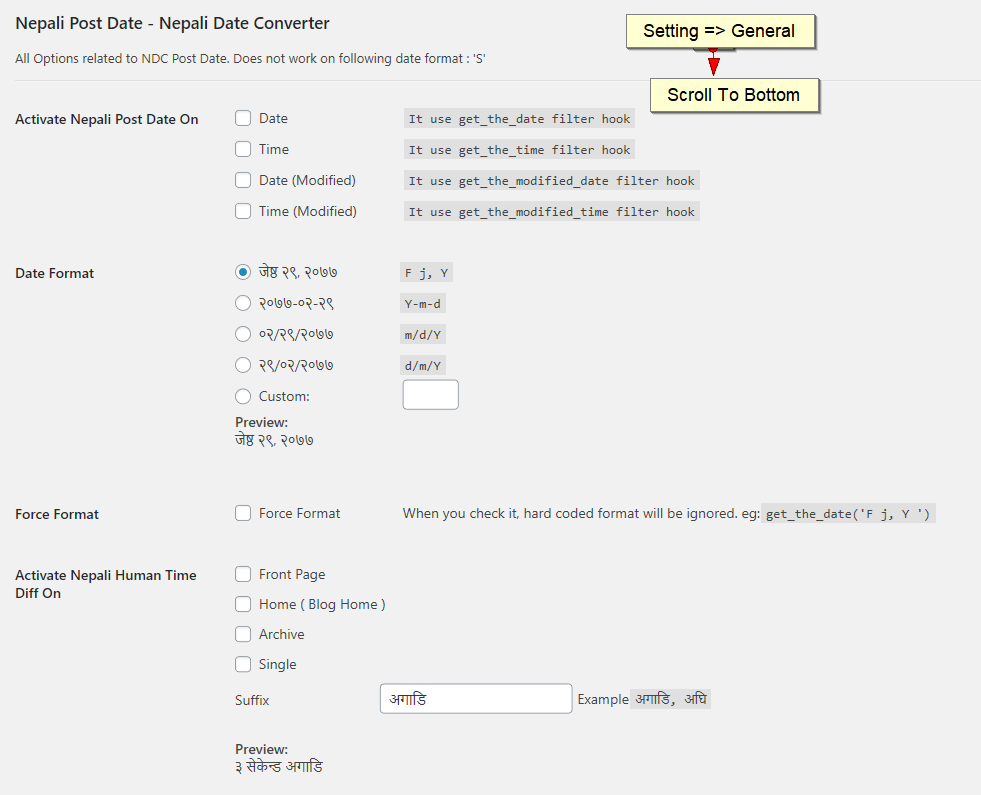 Nepali Post Date - Nepali Date Converter
Setting => General
All Options related to NDC Post Date. Does not work on following date format : 'S'
Scroll To Bottom
Activate Nepali Post Date On
Date It use get_the_date filter hook
Time It use get_the_time filter hook
Date (Modified) It use get_the_modified_date filter hook
Time (Modified) It use get_the_modified_time filter hook
Date Format
जेष्ठ २९, २०७७ F j, Y
२०७७-०२-२९ Y-m-d
०२/२९/२०७७ m/d/Y
२९/०२/२०७७ d/m/Y
Custom:
Preview:
जेष्ठ २९, २०७७
Force Format
Force Format When you check it, hard coded format will be ignored. eg: get_the_date('F j, Y ')
Activate Nepali Human Time
Diff On
Front Page
Home ( Blog Home )
Archive
Single
Suffix अगाडि Example अगाडि, अघि
Preview:
३ सेकेन्ड अगाडि